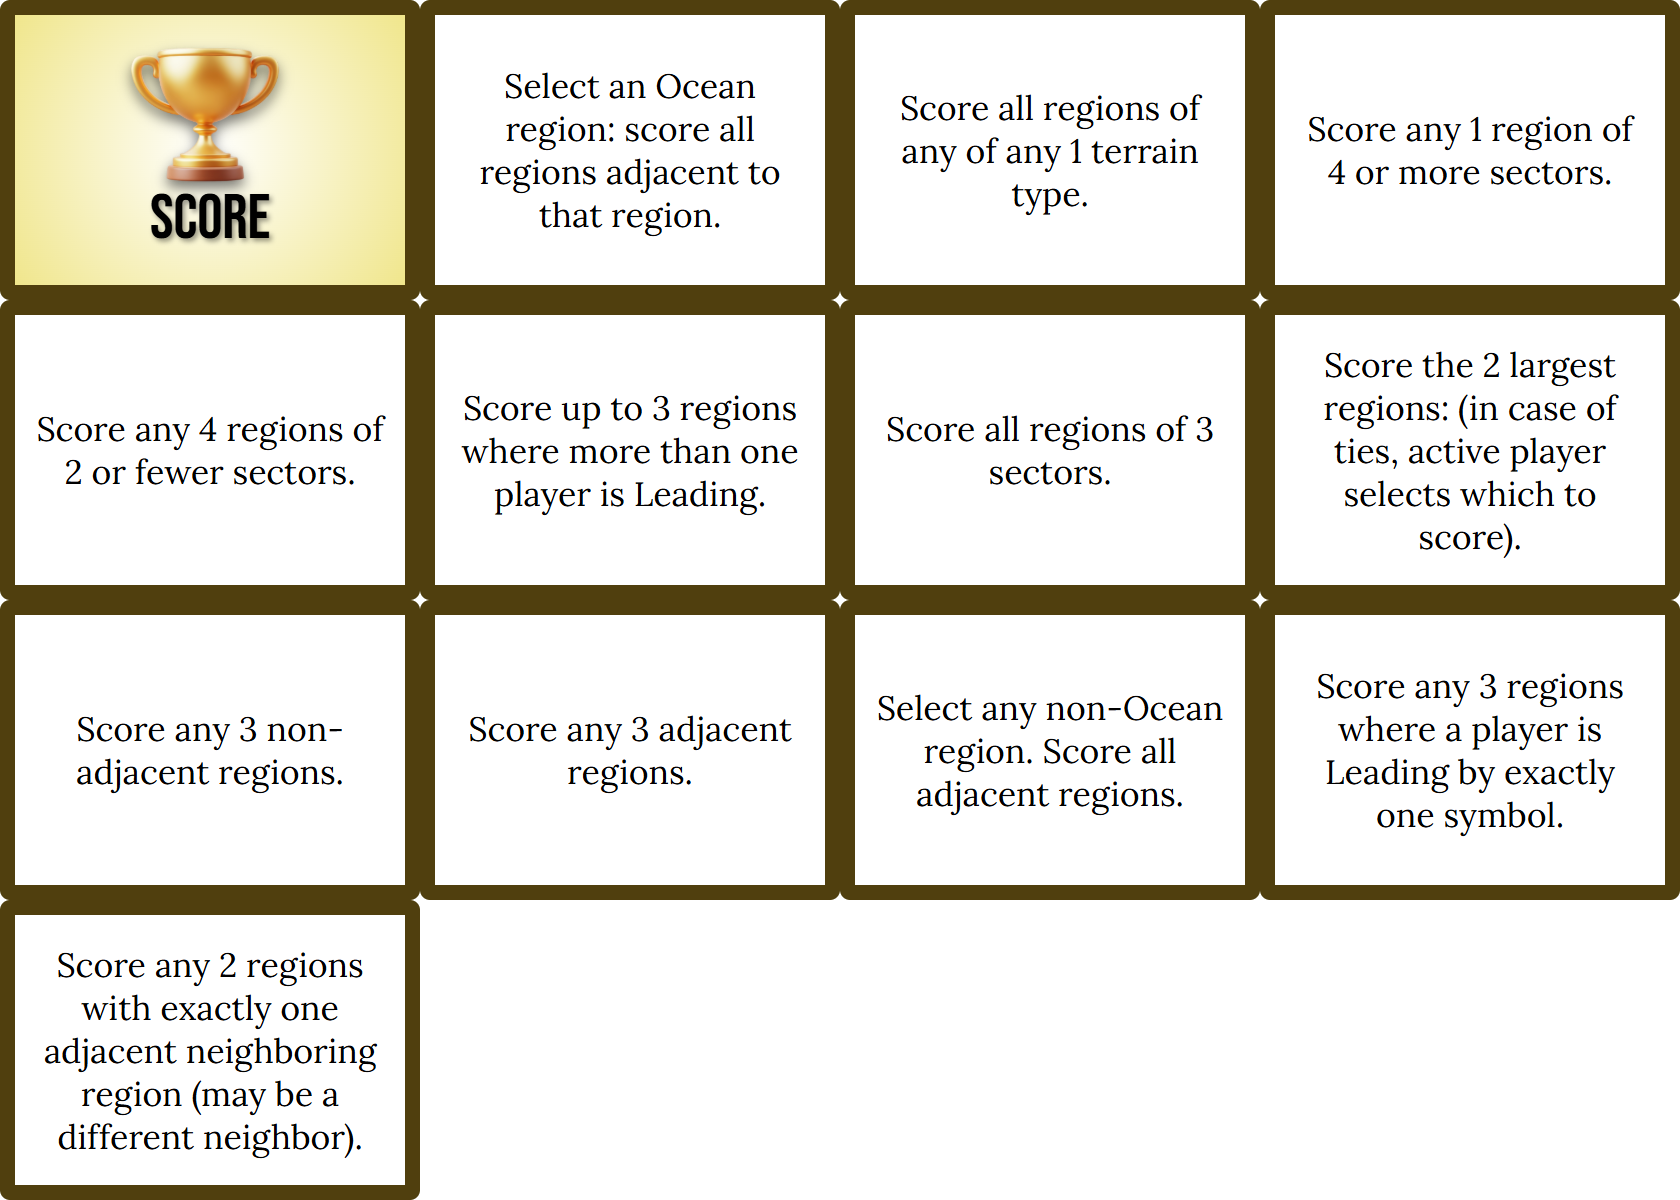 SCORE
Select an Ocean
region: score all
regions adjacent to
that region.
Score all regions of
any of any 1 terrain
type.
Score any 1 region of
4 or more sectors.
Score any 4 regions of
2 or fewer sectors.
Score up to 3 regions
where more than one
player is Leading.
Score all regions of 3
sectors.
Score the 2 largest
regions: (in case of
ties, active player
selects which to
score).
Score any 3 non-
adjacent regions.
Score any 3 adjacent
regions.
Select any non-Ocean
region. Score all
adjacent regions.
Score any 3 regions
where a player is
Leading by exactly
one symbol.
Score any 2 regions
with exactly one
adjacent neighboring
region (may be a
different neighbor).